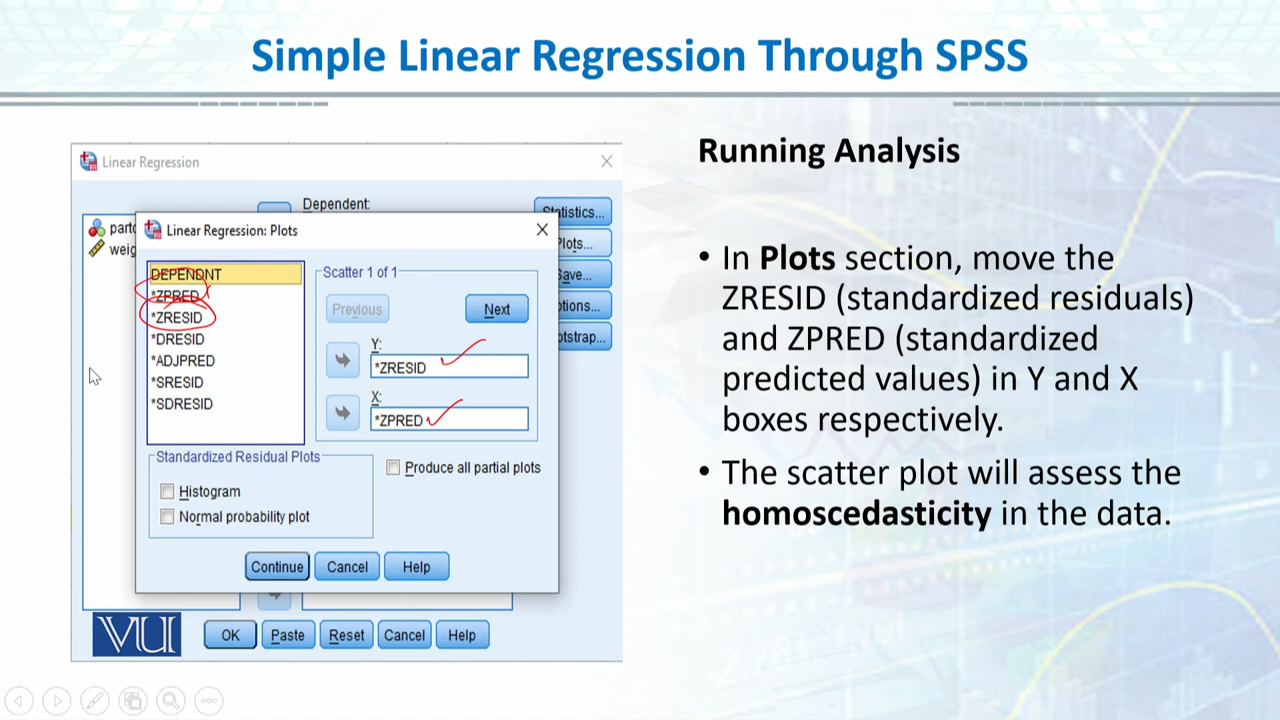 Simple Linear Regression Through SPSS
Linear Regression
Dependent:
Statistics...
Linear Regression: Plots
DEPENDNT
*ZPRED
*ZRESID
*DRESID
*ADJPRED
*SRESID
*SDRESID
Scatter 1 of 1
Previous
Next
Y:
*ZRESID
X:
*ZPRED
Standardized Residual Plots
Histogram
Normal probability plot
Produce all partial plots
Continue Cancel Help
OK Paste Reset Cancel Help
VU
Running Analysis
• In Plots section, move the
ZRESID (standardized residuals)
and ZPRED (standardized
predicted values) in Y and X
boxes respectively.
• The scatter plot will assess the
homoscedasticity in the data.